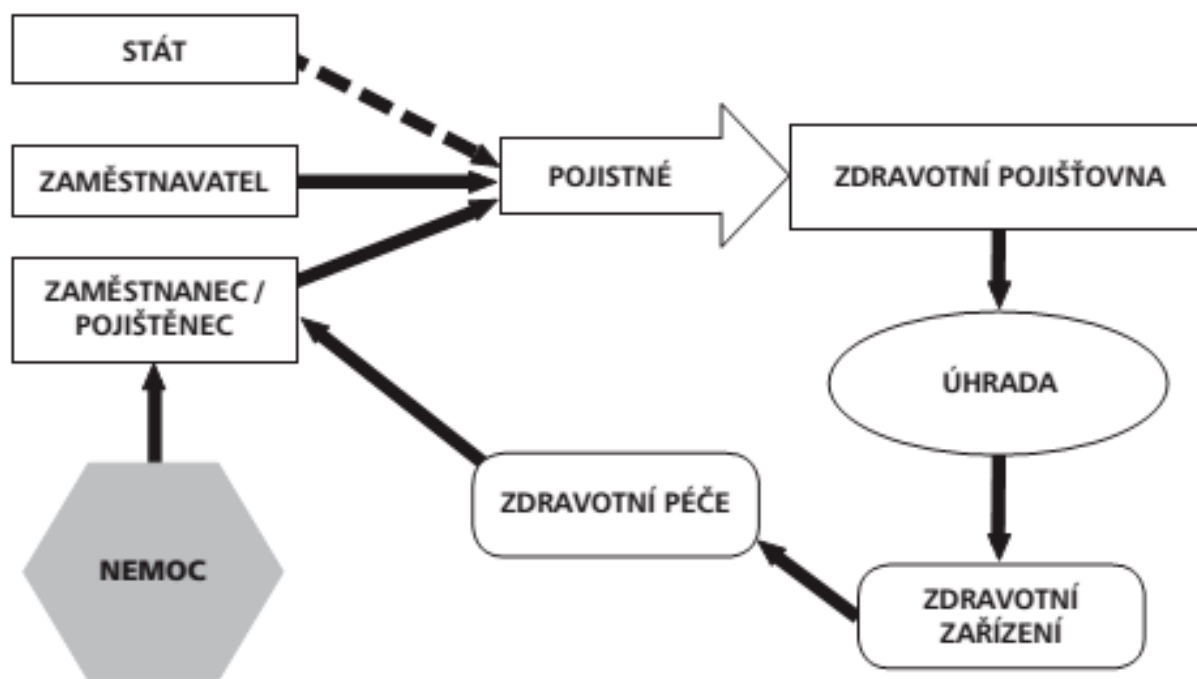 STÁT
ZAMĚSTNAVATEL
POJISTNÉ
ZDRAVOTNÍ POJIŠŤOVNA
ZAMĚSTNANEC /
POJIŠTĚNEC
ÚHRADA
ZDRAVOTNÍ PÉČE
NEMOC
ZDRAVOTNÍ
ZAŘÍZENÍ